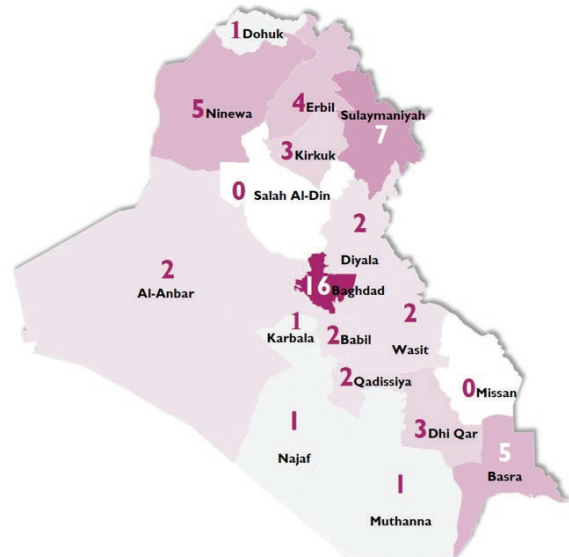 1 Dohuk
5 Ninewa
4 Erbil
Sulaymaniyah
7
3 Kirkuk
0
Salah Al-Din
2
Diyala
2
Al-Anbar
16 Baghdad
1
Karbala
2 Babil
2
Wasit
2 Qadissiya
0 Missan
1
Najaf
3 Dhi Qar
5
Basra
1
Muthanna